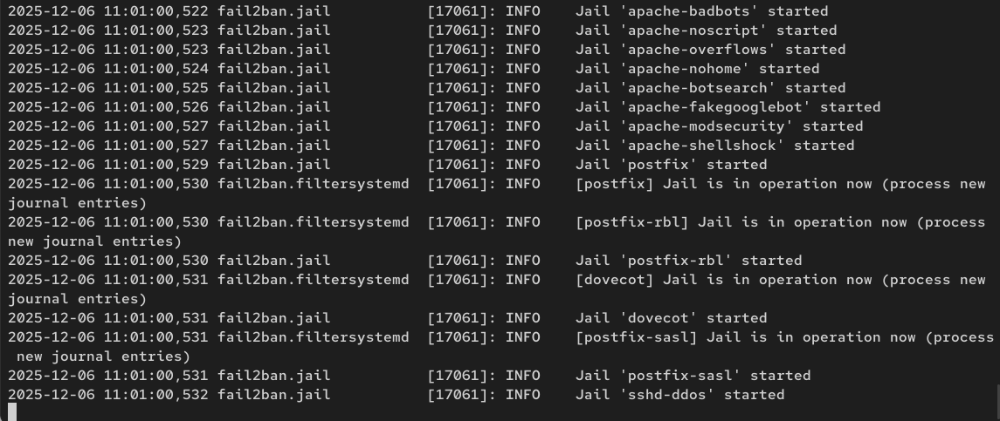 2025-12-06 11:01:00,522 fail2ban.jail           [17061]: INFO    Jail 'apache-badbots' started
2025-12-06 11:01:00,523 fail2ban.jail           [17061]: INFO    Jail 'apache-noscript' started
2025-12-06 11:01:00,523 fail2ban.jail           [17061]: INFO    Jail 'apache-overflows' started
2025-12-06 11:01:00,524 fail2ban.jail           [17061]: INFO    Jail 'apache-nohome' started
2025-12-06 11:01:00,525 fail2ban.jail           [17061]: INFO    Jail 'apache-botsearch' started
2025-12-06 11:01:00,526 fail2ban.jail           [17061]: INFO    Jail 'apache-fakegooglebot' started
2025-12-06 11:01:00,527 fail2ban.jail           [17061]: INFO    Jail 'apache-modsecurity' started
2025-12-06 11:01:00,527 fail2ban.jail           [17061]: INFO    Jail 'apache-shellshock' started
2025-12-06 11:01:00,529 fail2ban.jail           [17061]: INFO    Jail 'postfix' started
2025-12-06 11:01:00,530 fail2ban.filtersystemd  [17061]: INFO    [postfix] Jail is in operation now (process new
journal entries)
2025-12-06 11:01:00,530 fail2ban.filtersystemd  [17061]: INFO    [postfix-rbl] Jail is in operation now (process
new journal entries)
2025-12-06 11:01:00,530 fail2ban.jail           [17061]: INFO    Jail 'postfix-rbl' started
2025-12-06 11:01:00,531 fail2ban.filtersystemd  [17061]: INFO    [dovecot] Jail is in operation now (process new
journal entries)
2025-12-06 11:01:00,531 fail2ban.jail           [17061]: INFO    Jail 'dovecot' started
2025-12-06 11:01:00,531 fail2ban.filtersystemd  [17061]: INFO    [postfix-sasl] Jail is in operation now (process
 new journal entries)
2025-12-06 11:01:00,531 fail2ban.jail           [17061]: INFO    Jail 'postfix-sasl' started
2025-12-06 11:01:00,532 fail2ban.jail           [17061]: INFO    Jail 'sshd-ddos' started